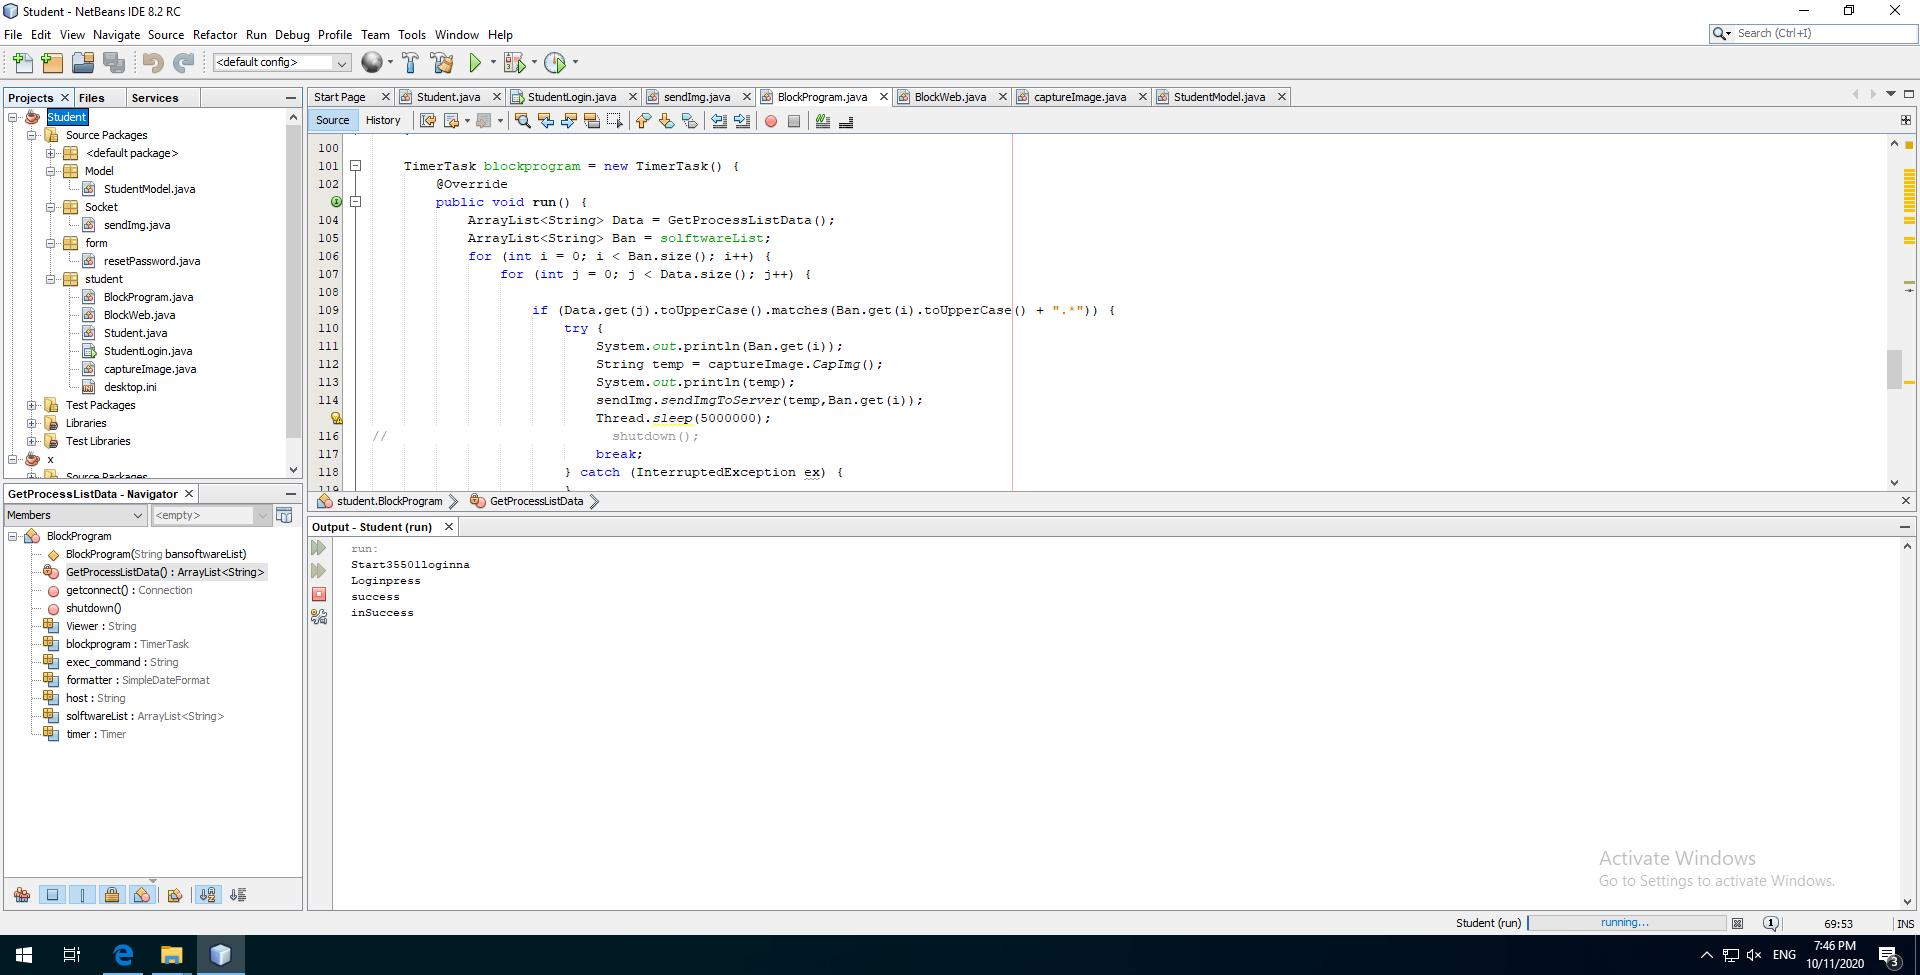 Student - NetBeans IDE 8.2 RC
File Edit View Navigate Source Refactor Run Debug Profile Team Tools Window Help
Search (Ctrl+I)
<default config>
Projects Files Services
Student
Source Packages
<default package>
Model
StudentModel.java
Socket
sendImg.java
form
resetPassword.java
student
BlockProgram.java
BlockWeb.java
Student.java
StudentLogin.java
captureImage.java
desktop.ini
Test Packages
Libraries
Test Libraries
x
Source Packages
GetProcessListData - Navigator
Members <empty>
BlockProgram
BlockProgram(String bansoftwareList)
GetProcessListData() : ArrayList<String>
getconnect() : Connection
shutdown()
Viewer : String
blockprogram : TimerTask
exec_command : String
formatter : SimpleDateFormat
host : String
solftwareList : ArrayList<String>
timer : Timer
Start Page Student.java StudentLogin.java sendImg.java BlockProgram.java BlockWeb.java captureImage.java StudentModel.java
Source History
100
101 TimerTask blockprogram = new TimerTask() {
102 @Override
public void run() {
104 ArrayList<String> Data = GetProcessListData();
105 ArrayList<String> Ban = solftwareList;
106 for (int i = 0; i < Ban.size(); i++) {
107 for (int j = 0; j < Data.size(); j++) {
108
109 if (Data.get(j).toUpperCase().matches(Ban.get(i).toUpperCase() + ".*")) {
110 try {
111 System.out.println(Ban.get(i));
112 String temp = captureImage.CapImg();
113 System.out.println(temp);
114 sendImg.sendImgToServer(temp,Ban.get(i));
Thread.sleep(5000000);
116 // shutdown();
117 break;
118 } catch (InterruptedException ex) {
119 }
student.BlockProgram GetProcessListData
Output - Student (run)
run:
Start35501loginna
Loginpress
success
inSuccess
Activate Windows
Go to Settings to activate Windows.
Student (run) running... 1 69:53 INS
ENG 7:46 PM
10/11/2020 3